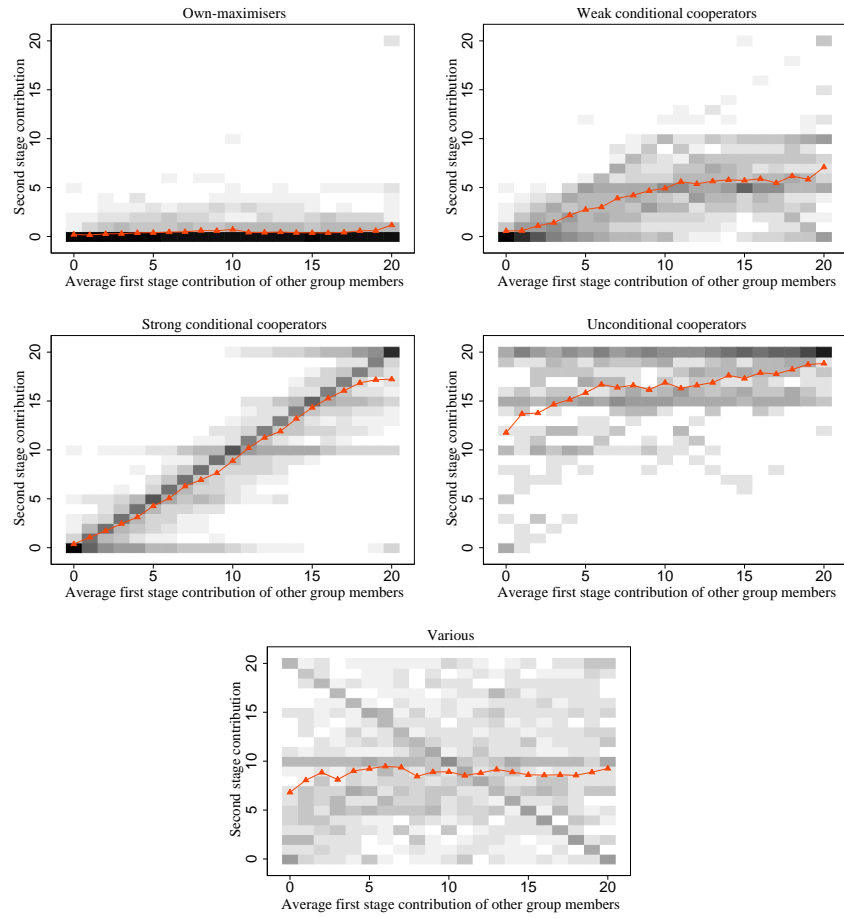 Own-maximisers
Second stage contribution
0 5 10 15 20
0 5 10 15 20
Average first stage contribution of other group members
Weak conditional cooperators
Second stage contribution
0 5 10 15 20
0 5 10 15 20
Average first stage contribution of other group members
Strong conditional cooperators
Second stage contribution
0 5 10 15 20
0 5 10 15 20
Average first stage contribution of other group members
Unconditional cooperators
Second stage contribution
0 5 10 15 20
0 5 10 15 20
Average first stage contribution of other group members
Various
Second stage contribution
0 5 10 15 20
0 5 10 15 20
Average first stage contribution of other group members